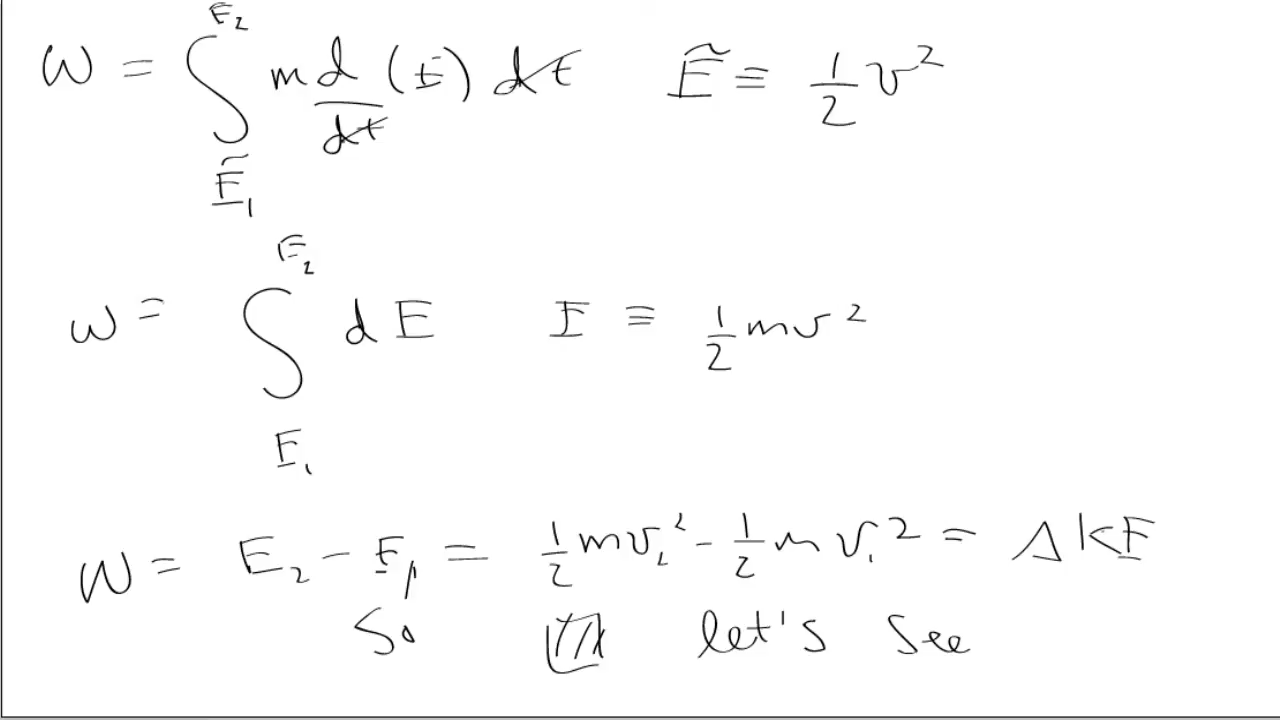 W = ∫_{Ẽ₁}^{Ẽ₂} m d/dt (Ẽ) dt Ẽ ≡ 1/2 v²
W = ∫_{E₁}^{E₂} dE E ≡ 1/2 mv²
W = E₂ − E₁ = 1/2 mv₂² − 1/2 mv₁² = ΔKE
So let's see